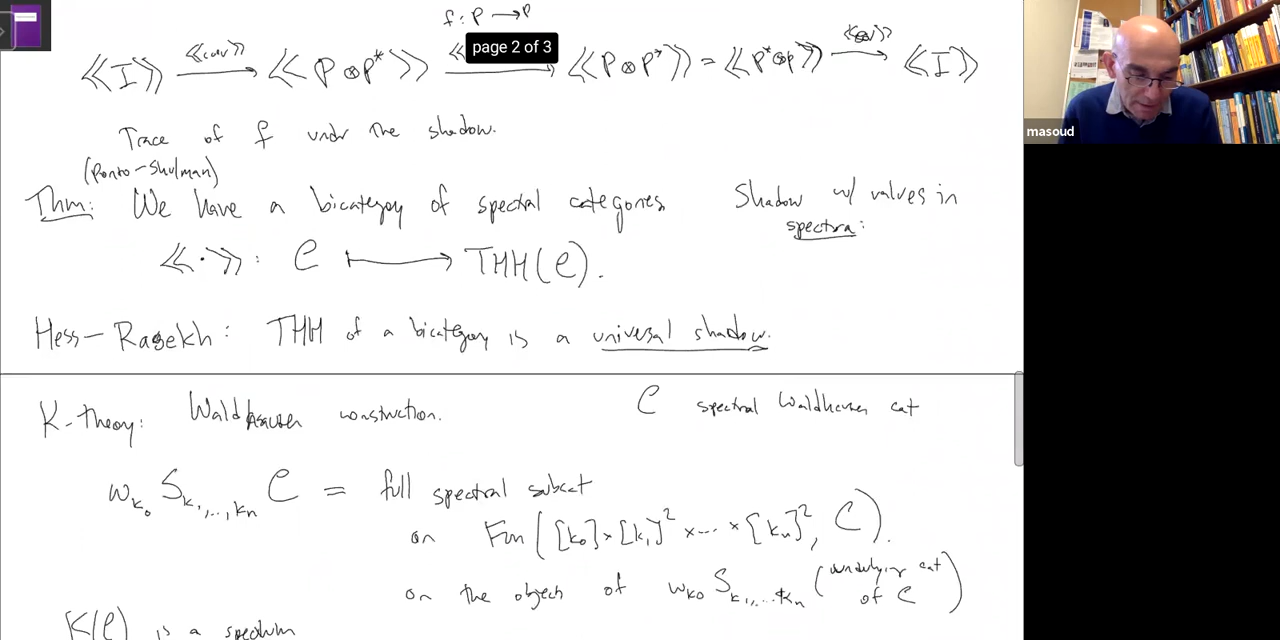 f : P → P
page 2 of 3
≪I≫ → ≪P ⊗ P*≫ → ≪P ⊗ P*≫ = ≪P* ⊗ P≫ → ≪I≫
masoud
Trace of f under the shadow.
(Ponto-Shulman)
Thm: We have a bicategory of spectral categories Shadow w/ values in
spectra:
≪·≫ : C ⟼ THH(C).
Hess-Rasekh: THH of a bicategory is a universal shadow.
K-theory: Waldhausen construction. C spectral Waldhausen cat
w_{k_0} S_{k_1,...,k_n} C = full spectral subcat
on Fun([k_0] × [k_1]^2 × ... × [k_n]^2, C).
on the object of w_{k_0} S_{k_1,...,k_n} (underlying cat of C)
K(C) is a spectrum